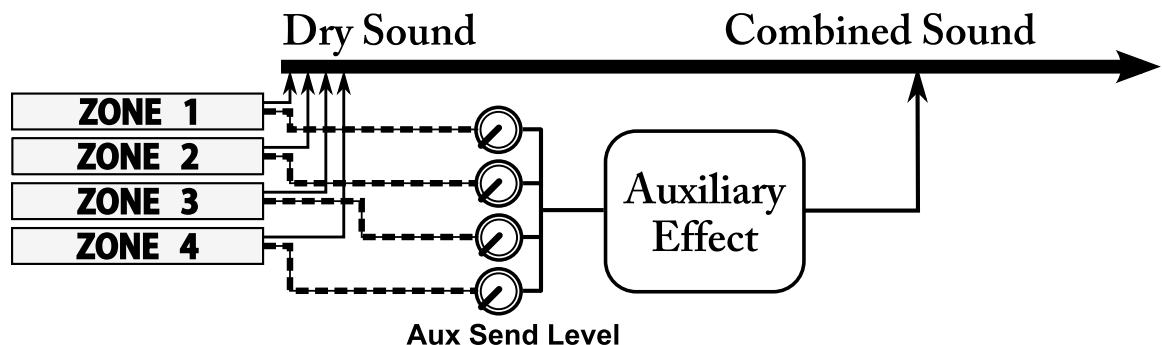 Dry Sound
Combined Sound
ZONE 1
ZONE 2
ZONE 3
ZONE 4
Auxiliary
Effect
Aux Send Level